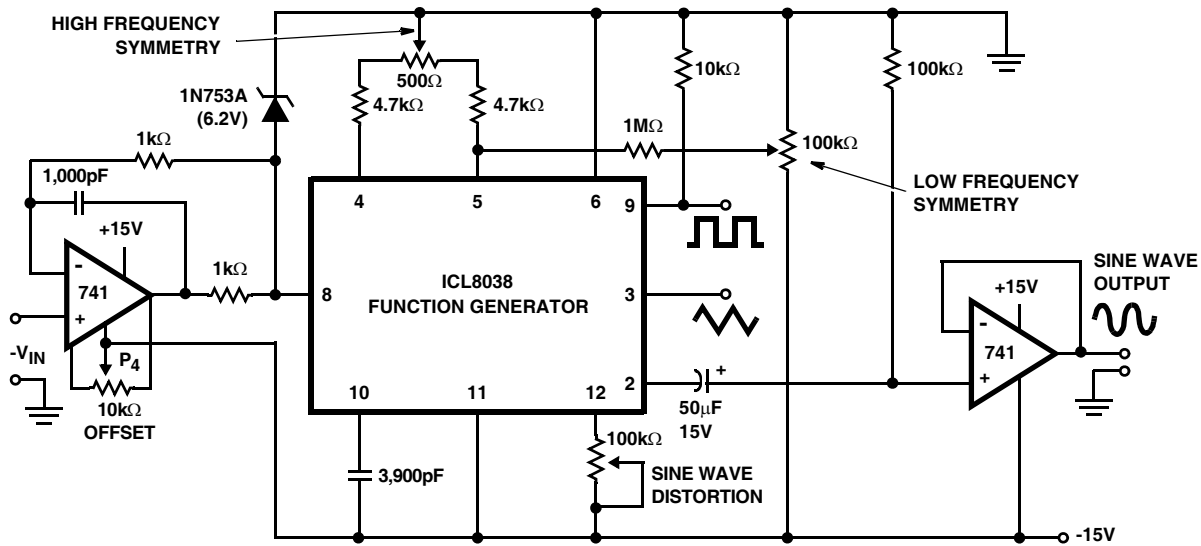 HIGH FREQUENCY
SYMMETRY
500Ω
10kΩ
100kΩ
1N753A
(6.2V)
4.7kΩ
4.7kΩ
1MΩ
100kΩ
1kΩ
LOW FREQUENCY
SYMMETRY
1,000pF
4
5
6
9
+15V
-
741
+
1kΩ
8
ICL8038
FUNCTION GENERATOR
3
SINE WAVE
OUTPUT
+15V
-
741
+
-VIN
P4
10kΩ
OFFSET
10
11
12
2
+
50μF
15V
100kΩ
SINE WAVE
DISTORTION
3,900pF
-15V